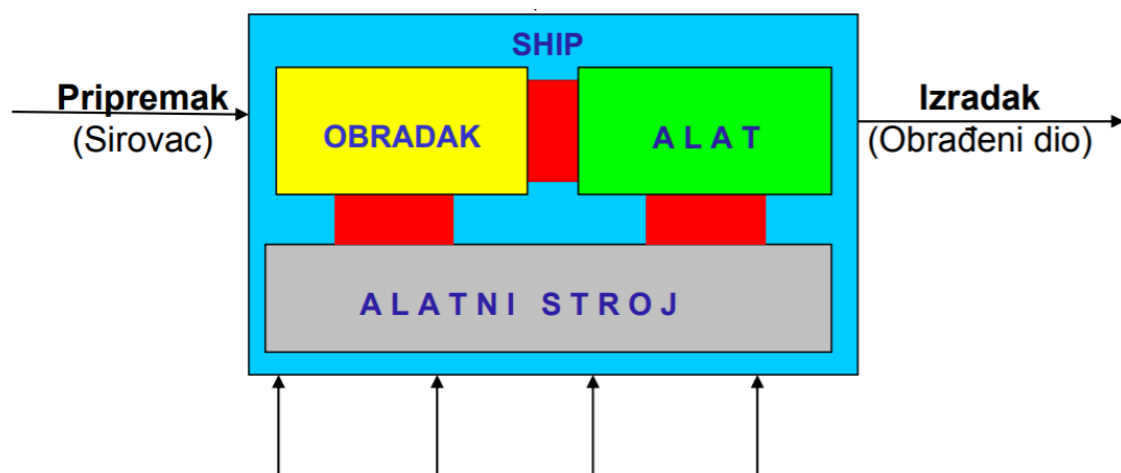 SHIP
Pripremak
(Sirovac)
OBRADAK
A L A T
Izradak
(Obrađeni dio)
A L A T N I   S T R O J